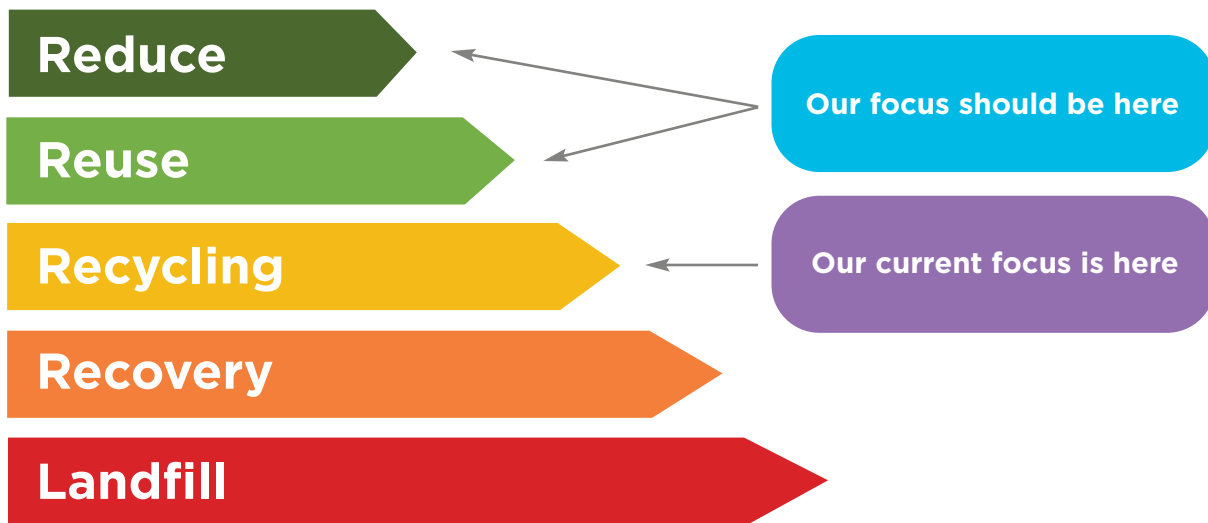 Reduce
Our focus should be here
Reuse
Recycling
Our current focus is here
Recovery
Landfill